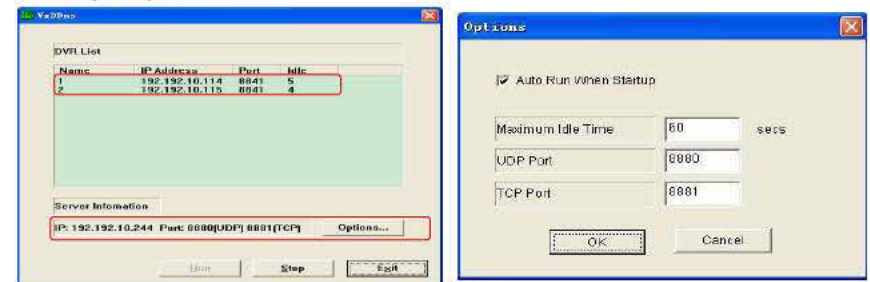 VxDDns
DVR List
Name IP Address Port Idle
1 192.192.10.114 8841 5
2 192.192.10.115 8841 4
Server Infomation
IP: 192.192.10.244 Port: 8880(UDP) 8881(TCP) Options...
Stop Exit
Options
Auto Run When Startup
Maximum Idle Time 60 secs
UDP Port 8880
TCP Port 8881
OK Cancel